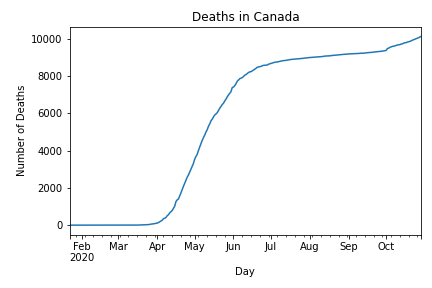 Deaths in Canada
Number of Deaths
10000
8000
6000
4000
2000
0
Feb Mar Apr May Jun Jul Aug Sep Oct
2020
Day